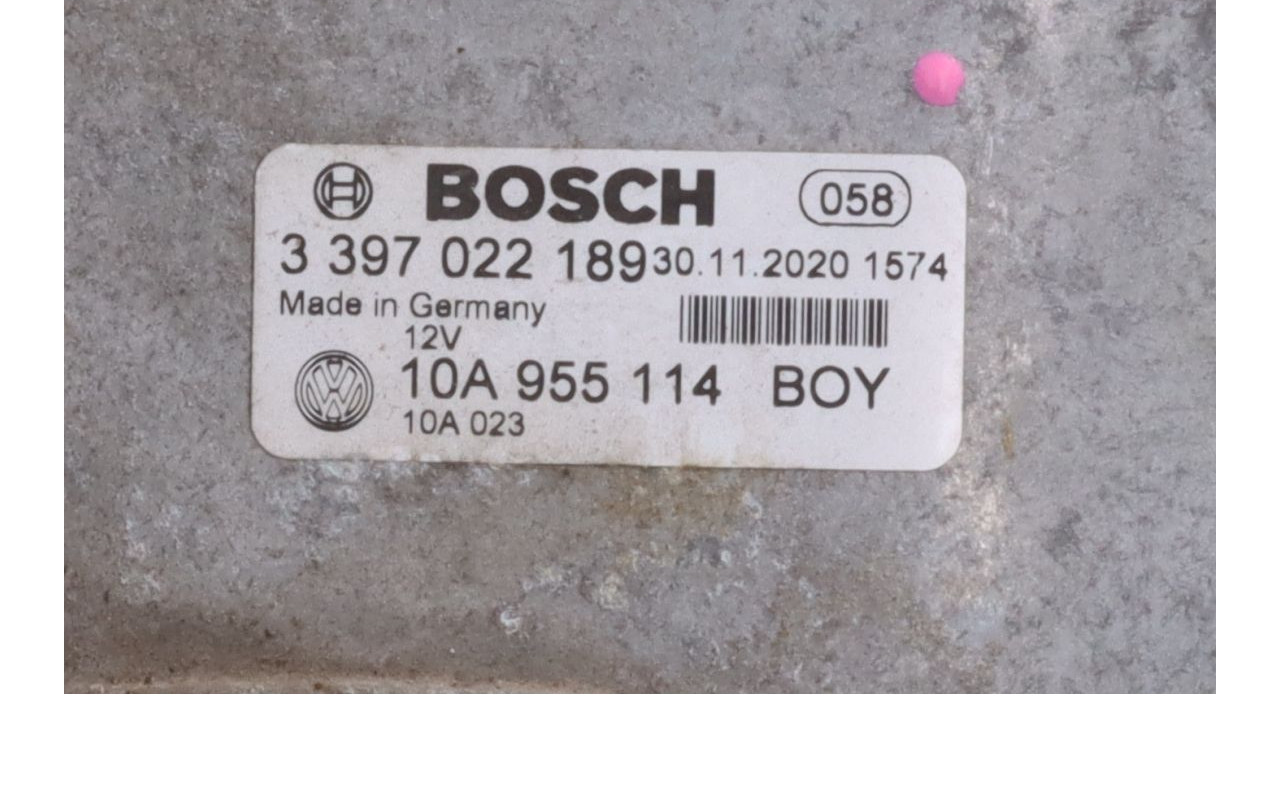 BOSCH 058
3 397 022 189 30.11.2020 1574
Made in Germany
12V
10A 955 114 BOY
10A 023